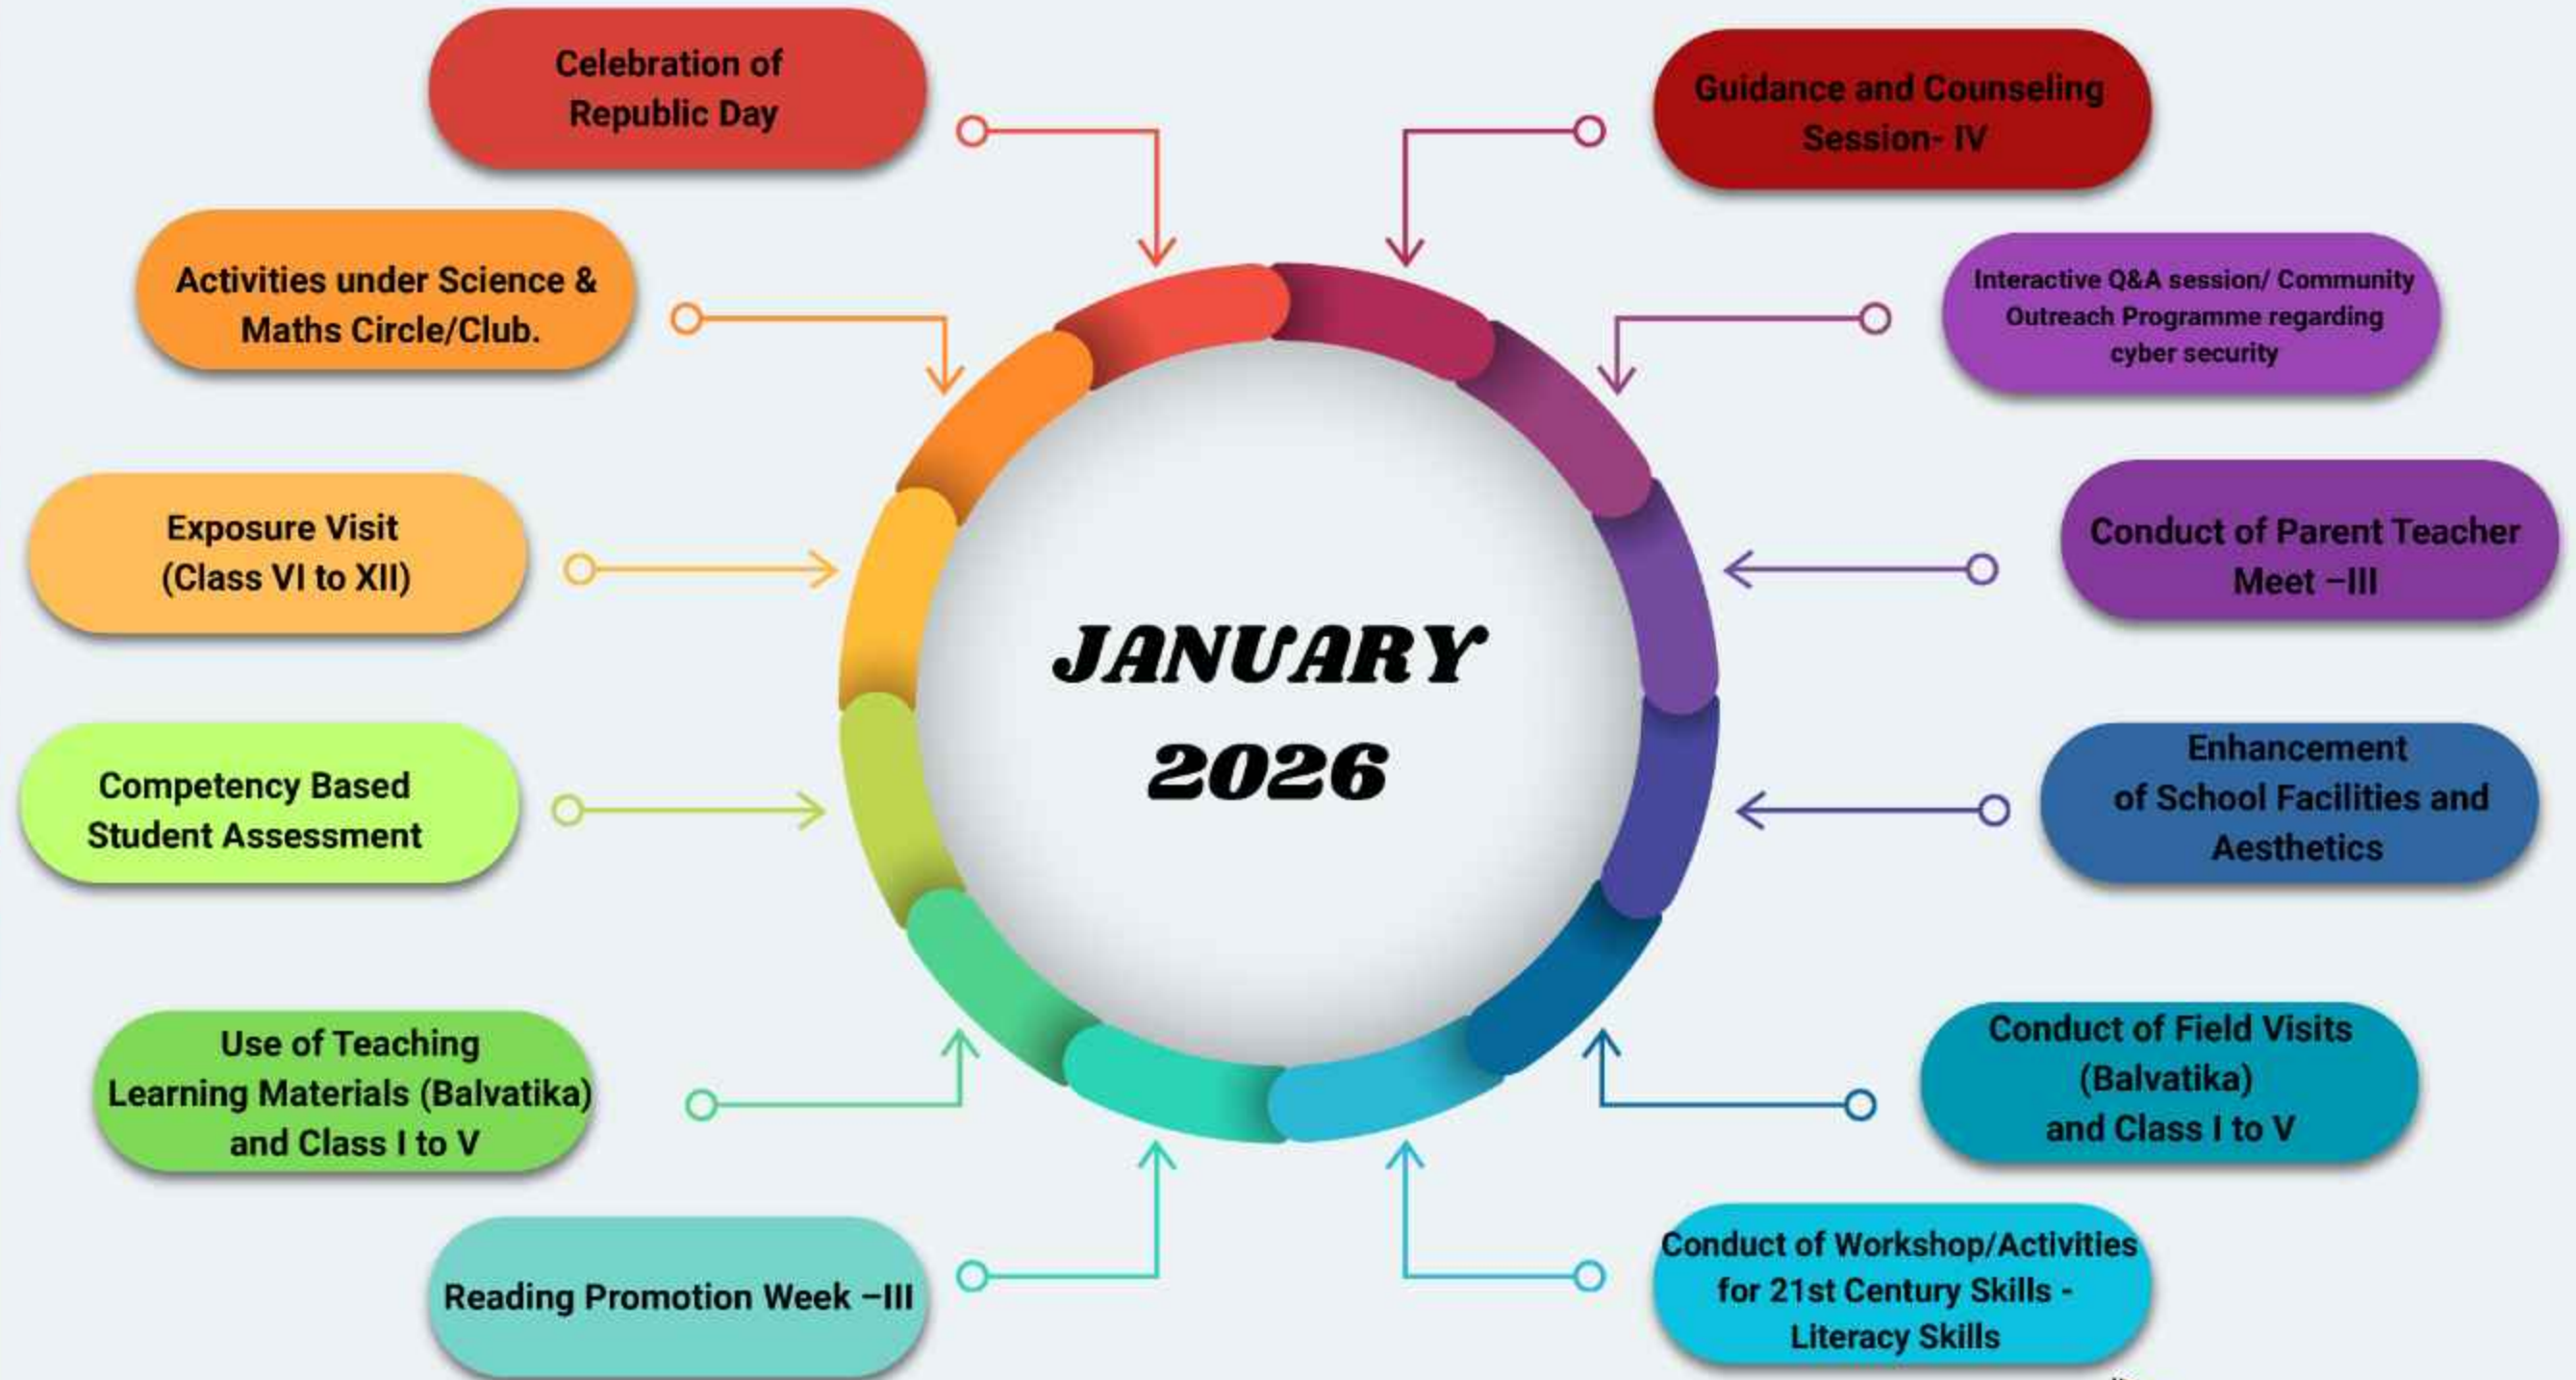 Celebration of
Republic Day
Guidance and Counseling
Session- IV
Activities under Science &
Maths Circle/Club.
Interactive Q&A session/ Community
Outreach Programme regarding
cyber security
Exposure Visit
(Class VI to XII)
Conduct of Parent Teacher
Meet –III
JANUARY
2026
Competency Based
Student Assessment
Enhancement
of School Facilities and
Aesthetics
Use of Teaching
Learning Materials (Balvatika)
and Class I to V
Conduct of Field Visits
(Balvatika)
and Class I to V
Reading Promotion Week –III
Conduct of Workshop/Activities
for 21st Century Skills -
Literacy Skills